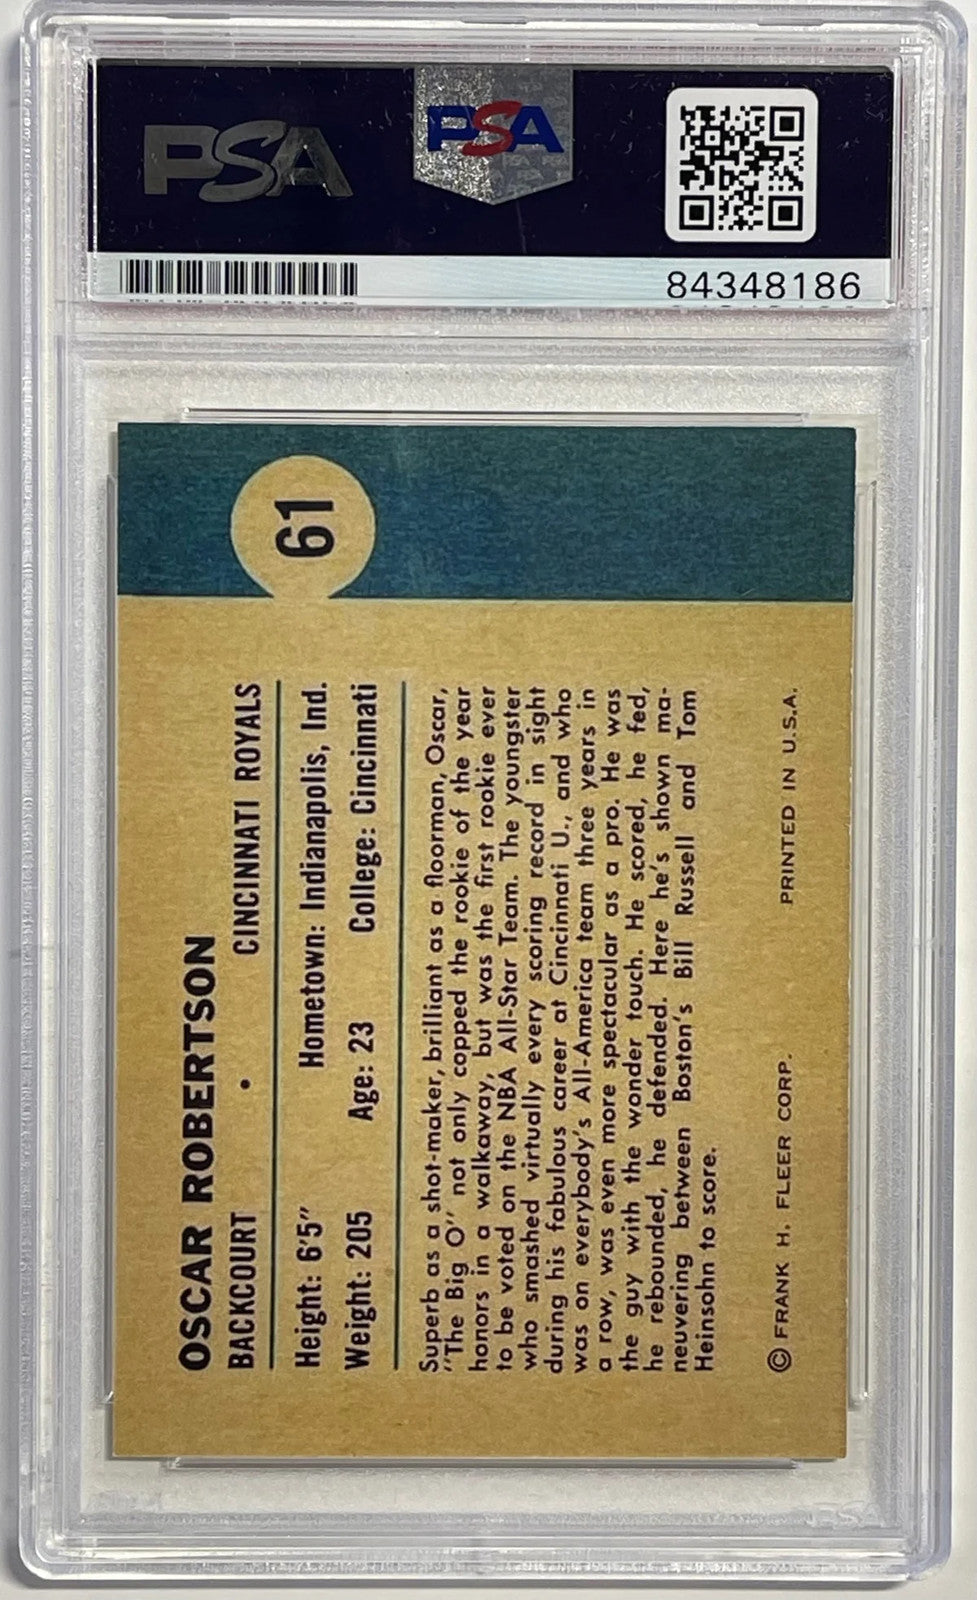 PSA
PSA
84348186
61
OSCAR ROBERTSON
BACKCOURT • CINCINNATI ROYALS
Height: 6'5" Hometown: Indianapolis, Ind.
Weight: 205 Age: 23 College: Cincinnati
Superb as a shot-maker, brilliant as a floorman, Oscar,
"The Big O" not only copped the rookie of the year
honors in a walkaway, but was the first rookie ever
to be voted on the NBA All-Star Team. The youngster
who smashed virtually every scoring record in sight
during his fabulous career at Cincinnati U., and who
was on everybody's All-America team three years in
a row, was even more spectacular as a pro. He was
the guy with the wonder touch. He scored, he fed,
he rebounded, he defended. Here he's shown ma-
neuvering between Boston's Bill Russell and Tom
Heinsohn to score.
© FRANK H. FLEER CORP. PRINTED IN U.S.A.